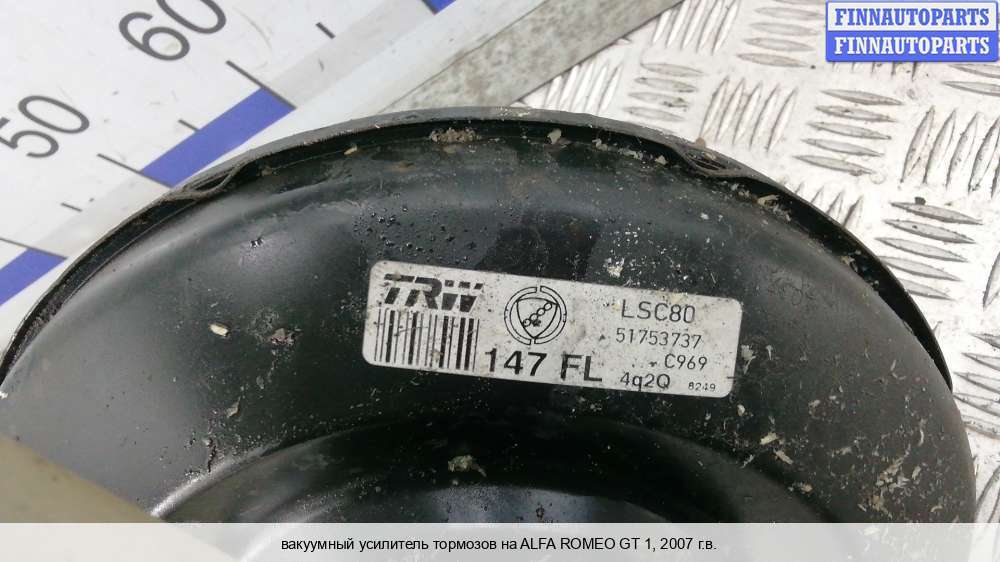 FINNAUTOPARTS
FINNAUTOPARTS
60
50
TRW
LSC80
51753737
C969
147 FL
4q2Q 8249
вакуумный усилитель тормозов на ALFA ROMEO GT 1, 2007 г.в.